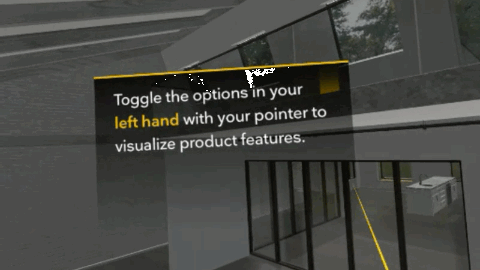 Toggle the options in your
left hand with your pointer to
visualize product features.